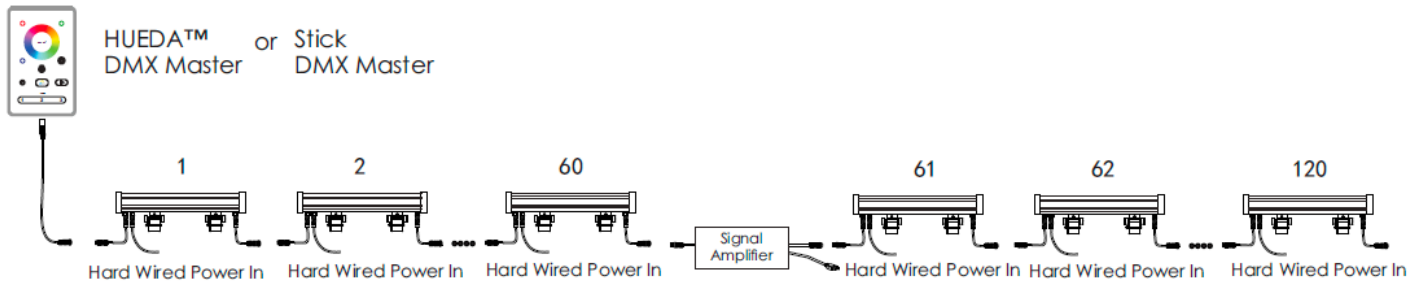 HUEDA™ or Stick
DMX Master DMX Master
1 2 60 61 62 120
Signal
Amplifier
Hard Wired Power In Hard Wired Power In Hard Wired Power In Hard Wired Power In Hard Wired Power In Hard Wired Power In